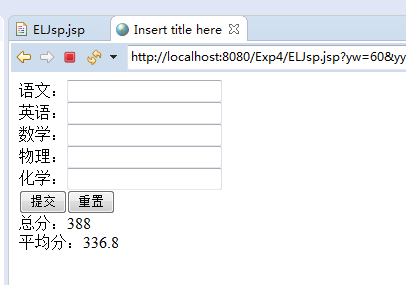 ELJsp.jsp
Insert title here
http://localhost:8080/Exp4/ELJsp.jsp?yw=60&yy
语文：
英语：
数学：
物理：
化学：
提交 重置
总分：388
平均分：336.8